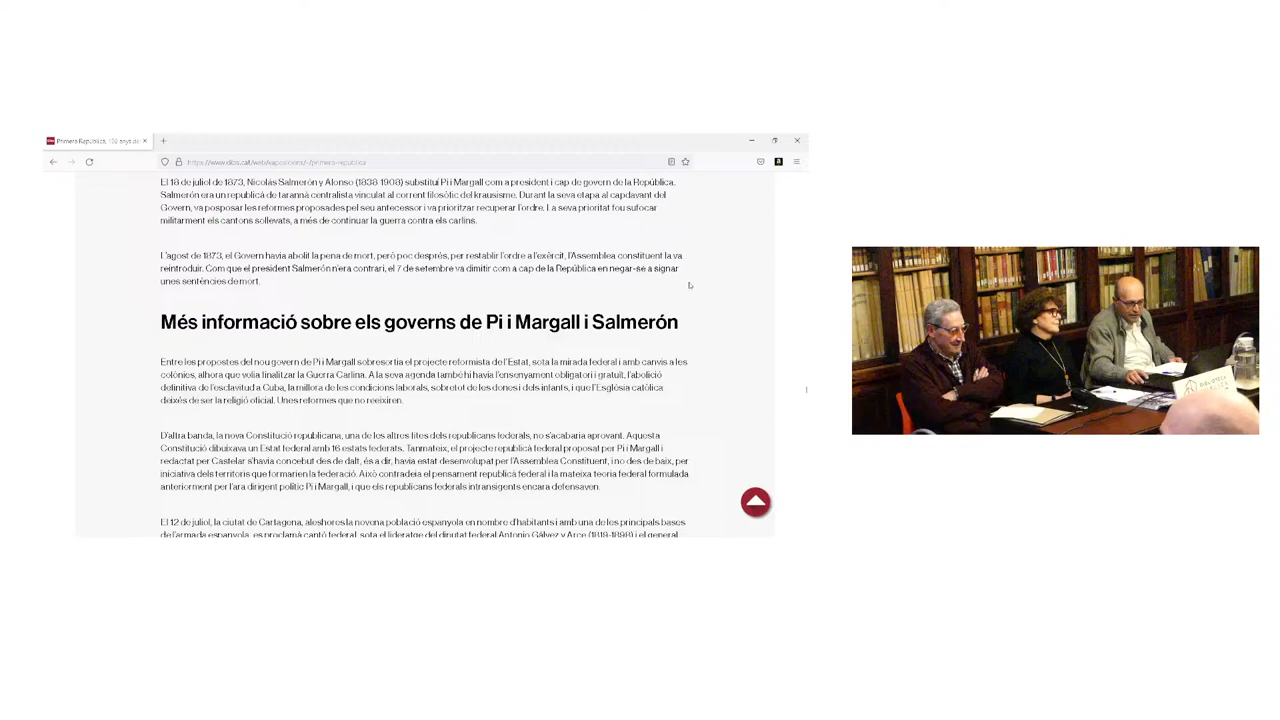 Primera República, 150 anys de
https://www.dibs.cat/web/exposicions/-/primera-republica
El 18 de juliol de 1873, Nicolás Salmerón y Alonso (1838-1908) substituí Pi i Margall com a president i cap de govern de la República.
Salmerón era un republicà de tarannà centralista vinculat al corrent filosòfic del krausisme. Durant la seva etapa al capdavant del
Govern, va posposar les reformes proposades pel seu antecessor i va prioritzar recuperar l'ordre. La seva prioritat fou sufocar
militarment els cantons sollevats, a més de continuar la guerra contra els carlins.
L'agost de 1873, el Govern havia abolit la pena de mort, però poc després, per restablir l'ordre a l'exèrcit, l'Assemblea constituent la va
reintroduir. Com que el president Salmerón n'era contrari, el 7 de setembre va dimitir com a cap de la República en negar-se a signar
unes sentències de mort.
Més informació sobre els governs de Pi i Margall i Salmerón
Entre les propostes del nou govern de Pi i Margall sobresortia el projecte reformista de l'Estat, sota la mirada federal i amb canvis a les
colònies, alhora que volia finalitzar la Guerra Carlina. A la seva agenda també hi havia l'ensenyament obligatori i gratuït, l'abolició
definitiva de l'esclavitud a Cuba, la millora de les condicions laborals, sobretot de les dones i dels infants, i que l'Església catòlica
deixés de ser la religió oficial. Unes reformes que no reeixiren.
D'altra banda, la nova Constitució republicana, una de les altres fites dels republicans federals, no s'acabaria aprovant. Aquesta
Constitució dibuixava un Estat federal amb 16 estats federats. Tanmateix, el projecte republicà federal proposat per Pi i Margall i
redactat per Castelar s'havia concebut des de dalt, és a dir, havia estat desenvolupat per l'Assemblea Constituent, i no des de baix, per
iniciativa dels territoris que formarien la federació. Això contradeia el pensament republicà federal i la mateixa teoria federal formulada
anteriorment per l'ara dirigent polític Pi i Margall, i que els republicans federals intransigents encara defensaven.
El 12 de juliol, la ciutat de Cartagena, aleshores la novena població espanyola en nombre d'habitants i amb una de les principals bases
de l'armada espanyola, es proclamà cantó federal, sota el lideratge del diputat federal Antonio Gálvez y Arce (1819-1898) i el general
BIBLIOTECA